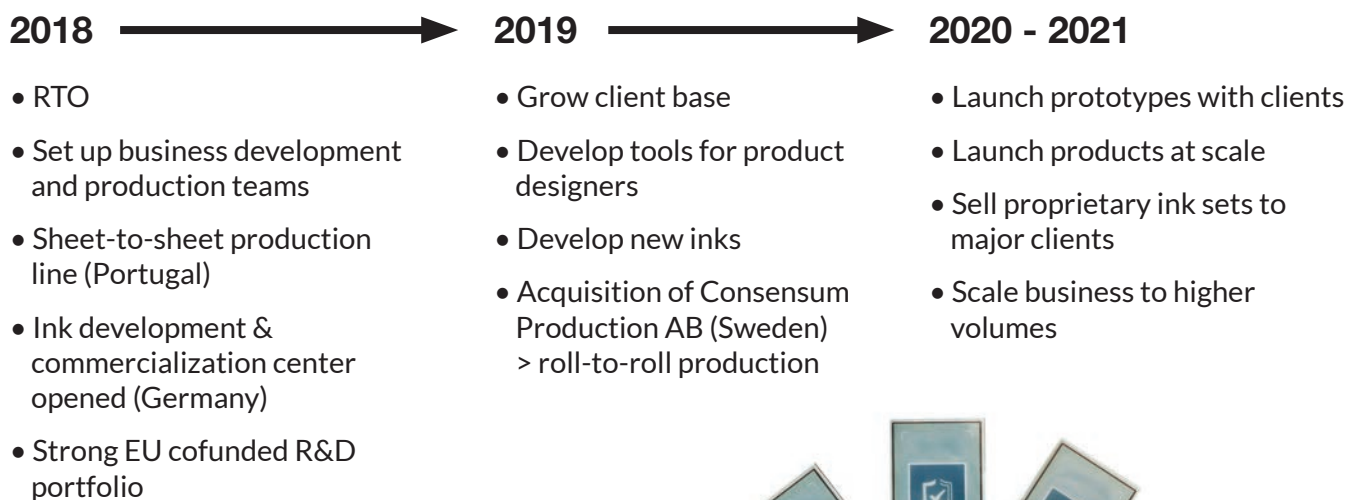 2018
• RTO
• Set up business development
and production teams
• Sheet-to-sheet production
line (Portugal)
• Ink development &
commercialization center
opened (Germany)
• Strong EU cofunded R&D
portfolio
2019
• Grow client base
• Develop tools for product
designers
• Develop new inks
• Acquisition of Consensum
Production AB (Sweden)
> roll-to-roll production
2020 - 2021
• Launch prototypes with clients
• Launch products at scale
• Sell proprietary ink sets to
major clients
• Scale business to higher
volumes